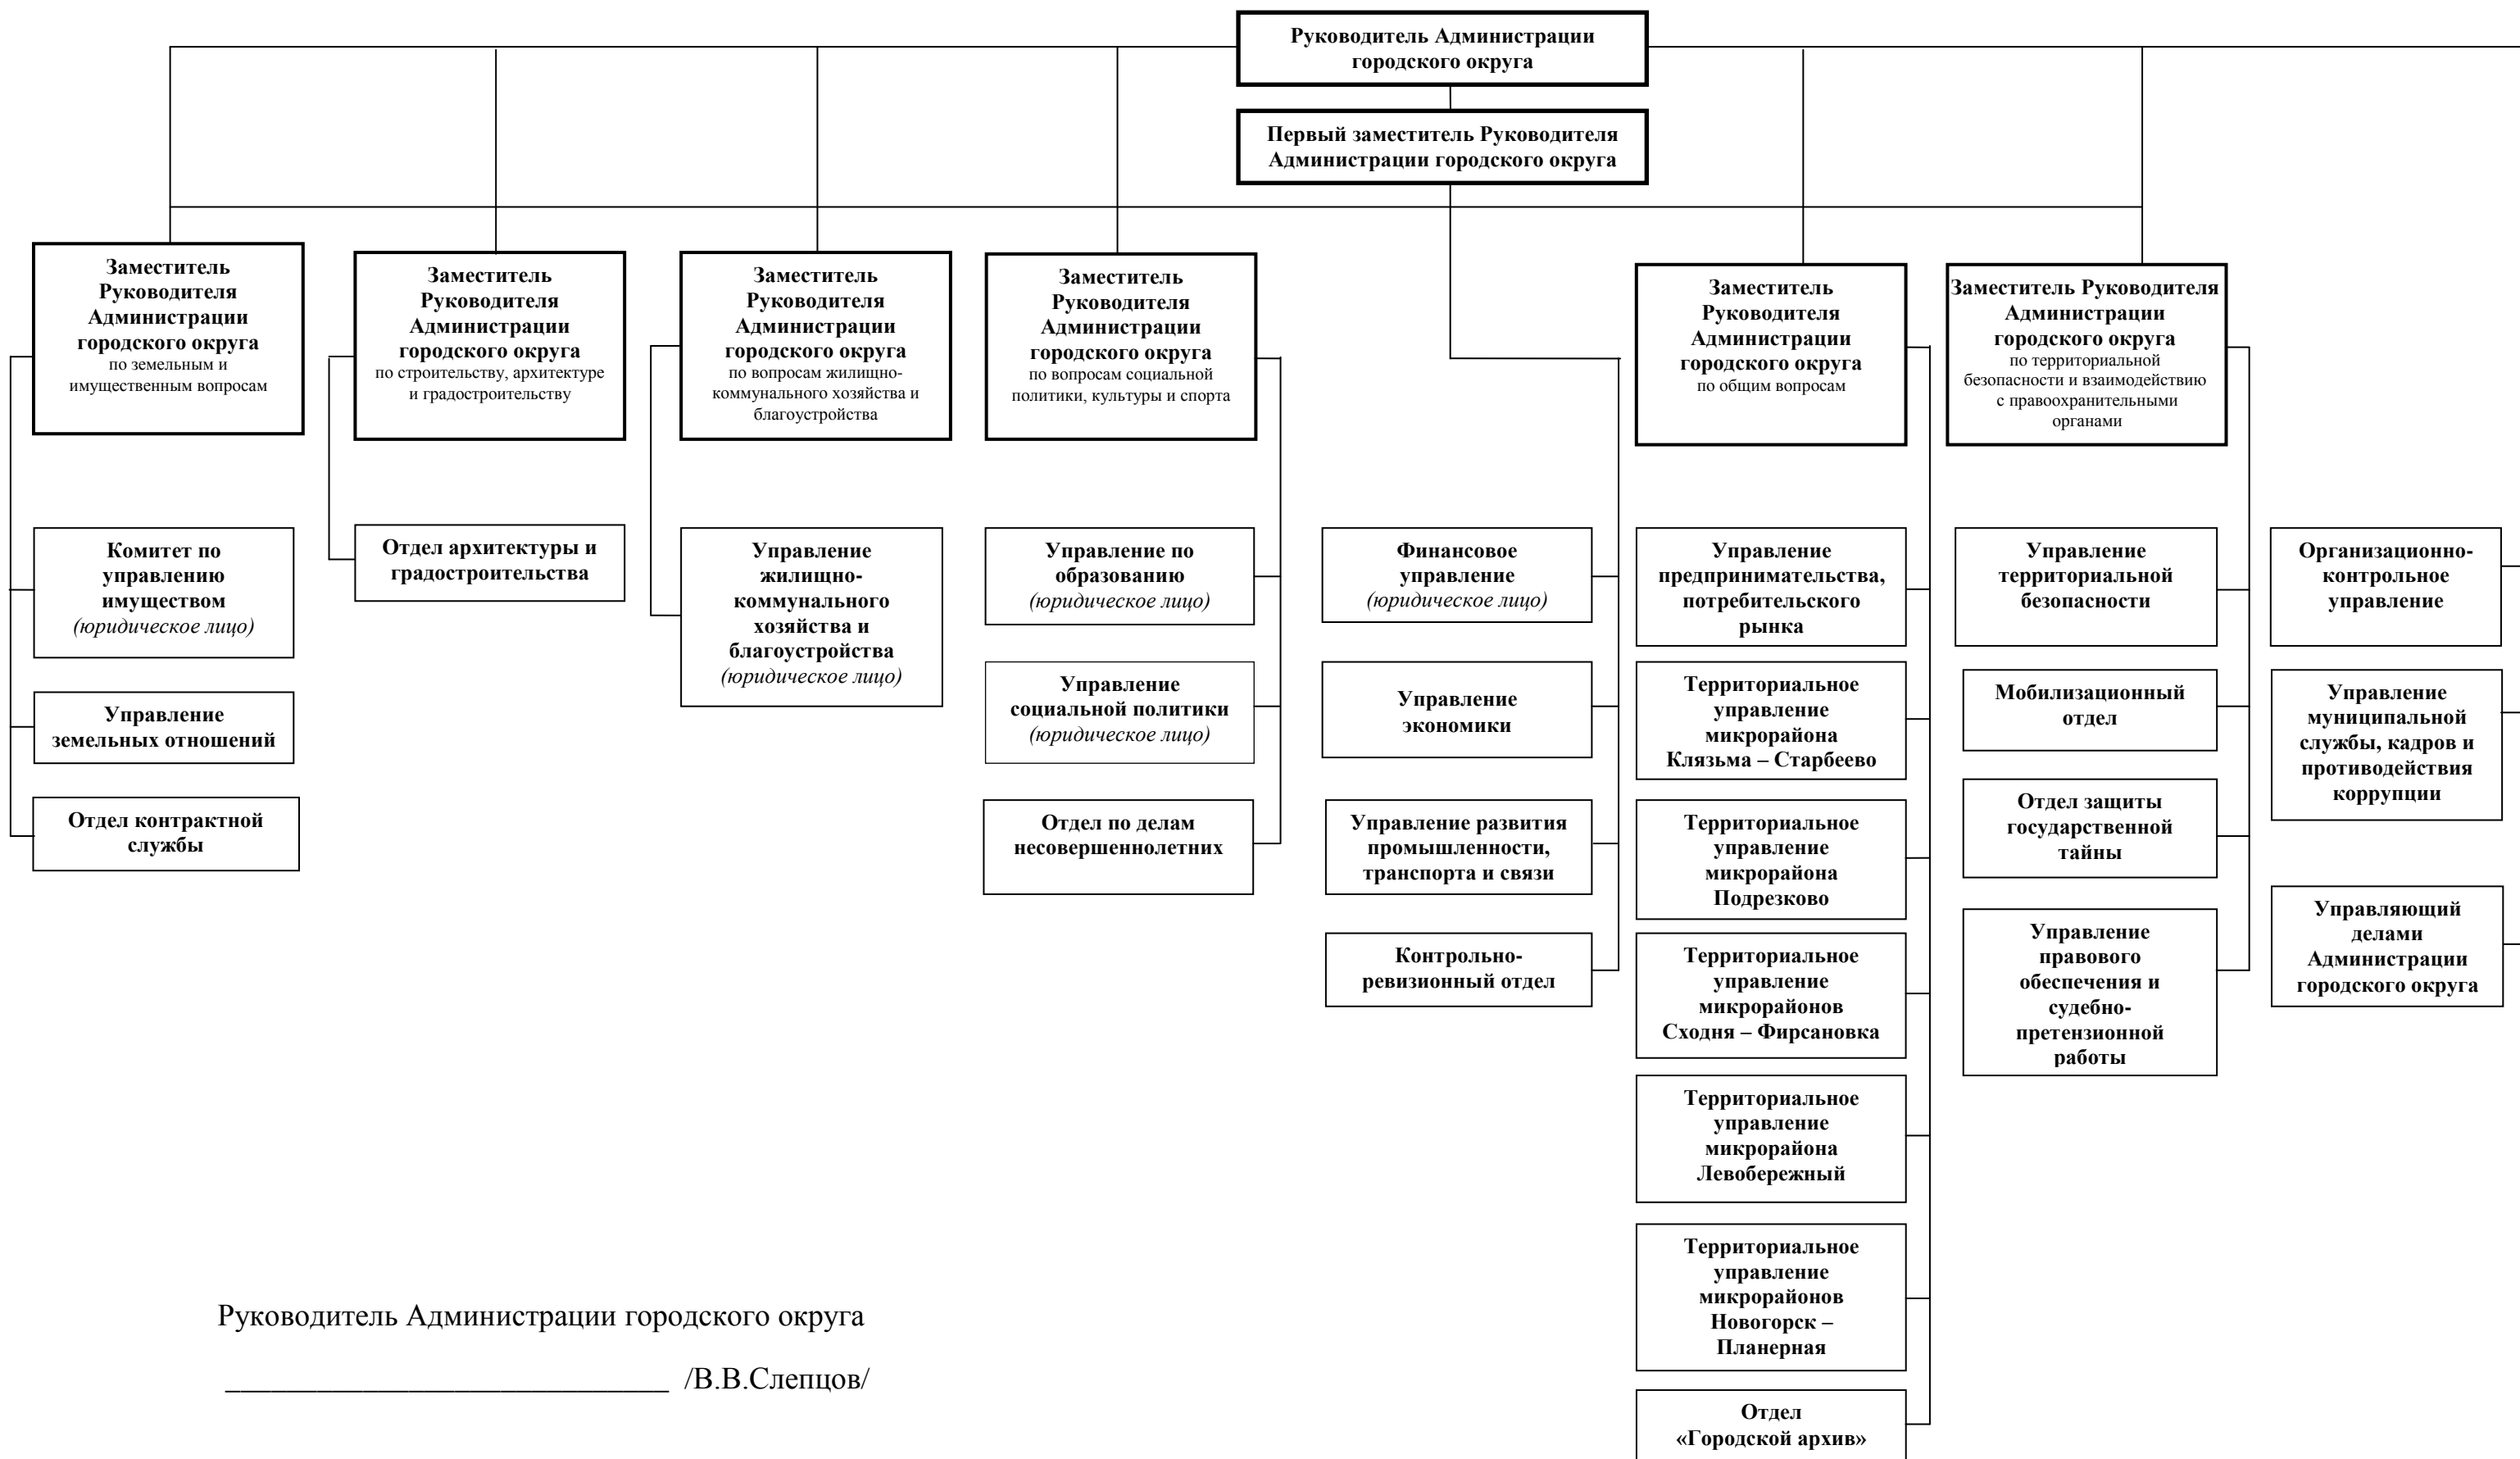 Руководитель Администрации
городского округа
Первый заместитель Руководителя
Администрации городского округа
Заместитель
Руководителя
Администрации
городского округа
по земельным и
имущественным вопросам
Заместитель
Руководителя
Администрации
городского округа
по строительству, архитектуре
и градостроительству
Заместитель
Руководителя
Администрации
городского округа
по вопросам жилищно-
коммунального хозяйства и
благоустройства
Заместитель
Руководителя
Администрации
городского округа
по вопросам социальной
политики, культуры и спорта
Заместитель
Руководителя
Администрации
городского округа
по общим вопросам
Заместитель Руководителя
Администрации
городского округа
по территориальной
безопасности и взаимодействию
с правоохранительными
органами
Комитет по
управлению
имуществом
(юридическое лицо)
Управление
земельных отношений
Отдел контрактной
службы
Отдел архитектуры и
градостроительства
Управление
жилищно-
коммунального
хозяйства и
благоустройства
(юридическое лицо)
Управление по
образованию
(юридическое лицо)
Управление
социальной политики
(юридическое лицо)
Отдел по делам
несовершеннолетних
Финансовое
управление
(юридическое лицо)
Управление
экономики
Управление развития
промышленности,
транспорта и связи
Контрольно-
ревизионный отдел
Управление
предпринимательства,
потребительского
рынка
Территориальное
управление
микрорайона
Клязьма – Старбеево
Территориальное
управление
микрорайона
Подрезково
Территориальное
управление
микрорайонов
Сходня – Фирсановка
Территориальное
управление
микрорайона
Левобережный
Территориальное
управление
микрорайонов
Новогорск –
Планерная
Отдел
«Городской архив»
Управление
территориальной
безопасности
Мобилизационный
отдел
Отдел защиты
государственной
тайны
Управление
правового
обеспечения и
судебно-
претензионной
работы
Организационно-
контрольное
управление
Управление
муниципальной
службы, кадров и
противодействия
коррупции
Управляющий
делами
Администрации
городского округа
Руководитель Администрации городского округа
_____________________________ /В.В.Слепцов/